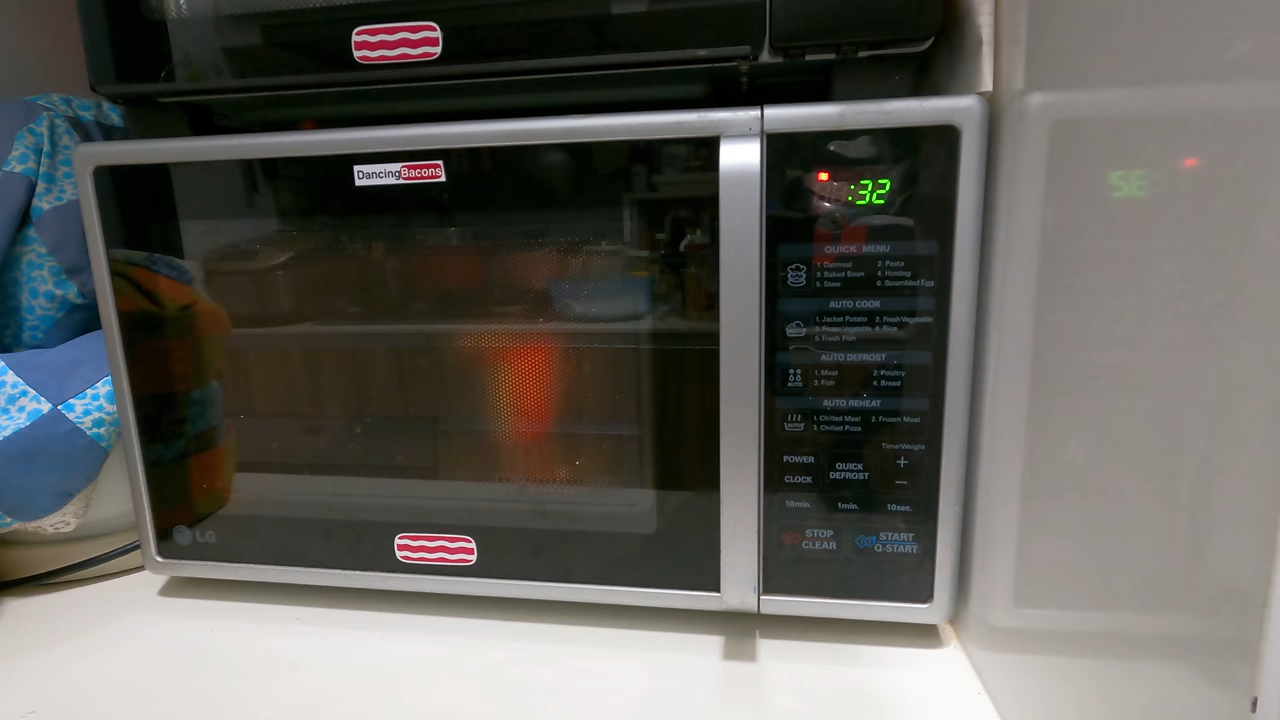 DancingBacons
:32
QUICK MENU
1. Oatmeal 2. Pasta
3. Baked Bean 4. Hotdog
5. Stew 6. Scrambled Egg
AUTO COOK
1. Jacket Potato 2. Fresh Vegetable
3. Frozen Vegetable 4. Rice
5. Fresh Fish
AUTO DEFROST
AUTO
1. Meat 2. Poultry
3. Fish 4. Bread
AUTO REHEAT
AUTO
1. Chilled Meal 2. Frozen Meal
3. Chilled Pizza
Time/Weight
POWER
CLOCK
QUICK
DEFROST
+
−
10min. 1min. 10sec.
STOP
CLEAR
START
Q-START
LG